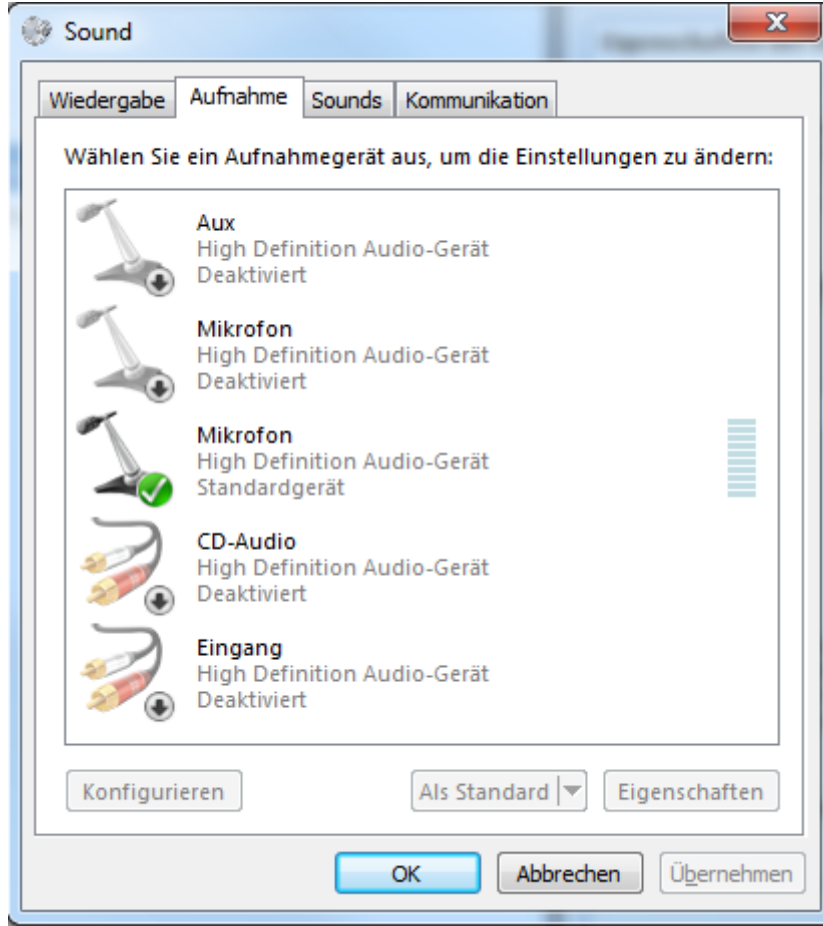 Sound
Wiedergabe Aufnahme Sounds Kommunikation
Wählen Sie ein Aufnahmegerät aus, um die Einstellungen zu ändern:
Aux
High Definition Audio-Gerät
Deaktiviert
Mikrofon
High Definition Audio-Gerät
Deaktiviert
Mikrofon
High Definition Audio-Gerät
Standardgerät
CD-Audio
High Definition Audio-Gerät
Deaktiviert
Eingang
High Definition Audio-Gerät
Deaktiviert
Konfigurieren Als Standard Eigenschaften
OK Abbrechen Übernehmen